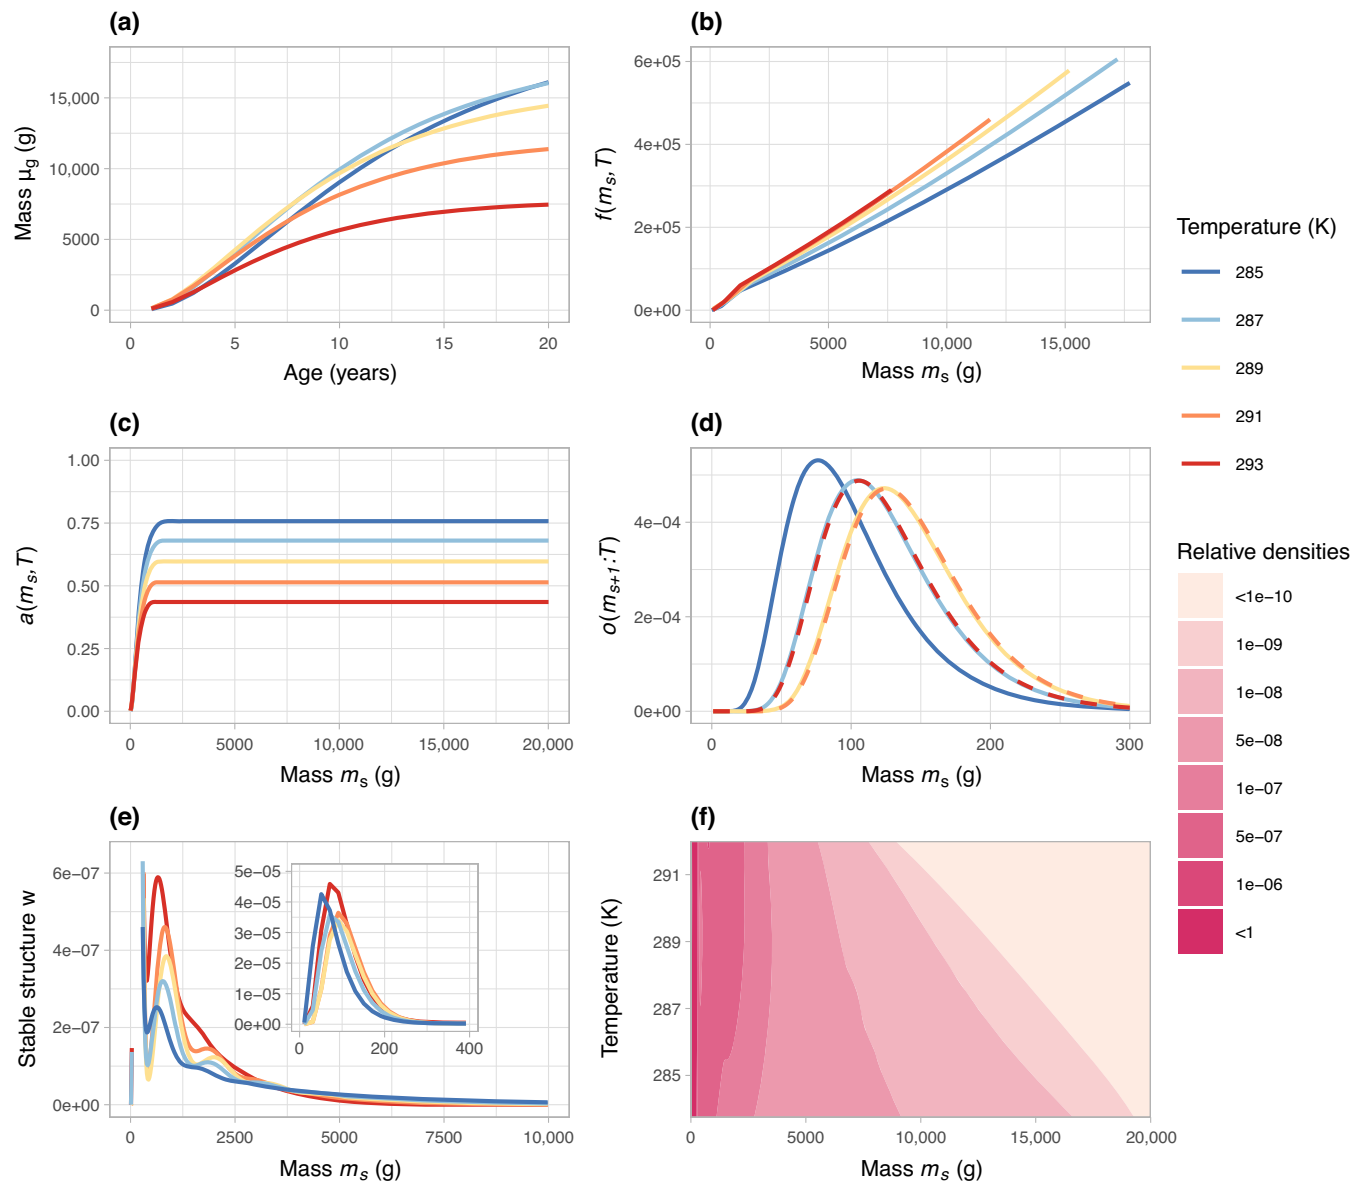 (a)
Mass μg (g)
15,000
10,000
5000
0
0 5 10 15 20
Age (years)
(b)
f(ms, T)
6e+05
4e+05
2e+05
0e+00
0 5000 10,000 15,000
Mass ms (g)
Temperature (K)
285
287
289
291
293
(c)
a(ms, T)
1.00
0.75
0.50
0.25
0.00
0 5000 10,000 15,000 20,000
Mass ms (g)
(d)
o(ms+1:T)
4e−04
2e−04
0e+00
0 100 200 300
Mass ms (g)
Relative densities
<1e−10
1e−09
1e−08
5e−08
1e−07
5e−07
1e−06
<1
(e)
Stable structure w
6e−07
4e−07
2e−07
0e+00
0 2500 5000 7500 10,000
Mass ms (g)
5e−05
4e−05
3e−05
2e−05
1e−05
0e+00
0 200 400
(f)
Temperature (K)
291
289
287
285
0 5000 10,000 15,000 20,000
Mass ms (g)